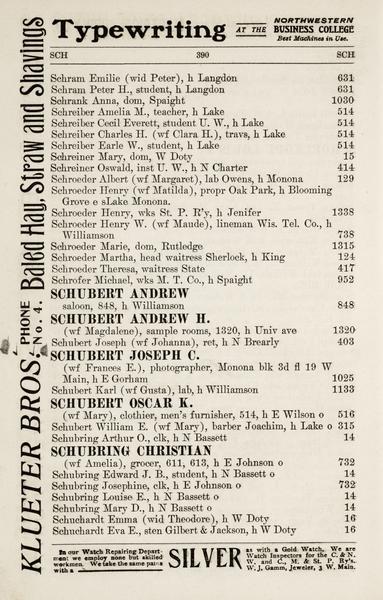 Typewriting AT THE NORTHWESTERN BUSINESS COLLEGE Best Machines in Use.
SCH 390 SCH
Schram Emilie (wid Peter), h Langdon 631
Schram Peter H., student, h Langdon 631
Schrank Anna, dom, Spaight 1030
Schreiber Amelia M., teacher, h Lake 514
Schreiber Cecil Everett, student U. W., h Lake 514
Schreiber Charles H. (wf Clara H.), travs, h Lake 514
Schreiber Earle W., student, h Lake 514
Schreiner Mary, dom, W Doty 15
Schreiner Oswald, inst U. W., h N Charter 414
Schroeder Albert (wf Margaret), lab Owens, h Monona 129
Schroeder Henry (wf Matilda), propr Oak Park, h Blooming
Grove e s Lake Monona.
Schroeder Henry, wks St. P. R'y, h Jenifer 1338
Schroeder Henry W. (wf Maude), lineman Wis. Tel. Co., h
Williamson 738
Schroeder Marie, dom, Rutledge 1315
Schroeder Martha, head waitress Sherlock, h King 124
Schroeder Theresa, waitress State 417
Schrofer Michael, wks M. T. Co., h Spaight 952
SCHUBERT ANDREW
saloon, 848, h Williamson 848
SCHUBERT ANDREW H.
(wf Magdalene), sample rooms, 1320, h Univ ave 1320
Schubert Joseph (wf Johanna), ret, h N Brearly 403
SCHUBERT JOSEPH C.
(wf Frances E.), photographer, Monona blk 3d fl 19 W
Main, h E Gorham 1025
Schubert Karl (wf Gusta), lab, h Williamson 1133
SCHUBERT OSCAR K.
(wf Mary), clothier, men's furnisher, 514, h E Wilson o 516
Schubert William E. (wf Mary), barber Joachim, h Lake o 315
Schubring Arthur O., clk, h N Bassett 14
SCHUBRING CHRISTIAN
(wf Amelia), grocer, 611, 613, h E Johnson o 732
Schubring Edward J. B., student, h N Bassett o 14
Schubring Josephine, clk, h E Johnson o 732
Schubring Louise E., h N Bassett o 14
Schubring Mary D., h N Bassett o 14
Schuchardt Emma (wid Theodore), h W Doty 16
Schuchardt Eva E., sten Gilbert & Jackson, h W Doty 16
In our Watch Repairing Department we employ none but skilled workmen. We take the same pains with a SILVER as with a Gold Watch. We are Watch Inspectors for the C. & N. W. and C., M. & St. P. Ry's. W. J. Gamm, Jeweler, 3 W. Main.
KLUETER BROS., PHONE No. 4. Baled Hay, Straw and Shavings